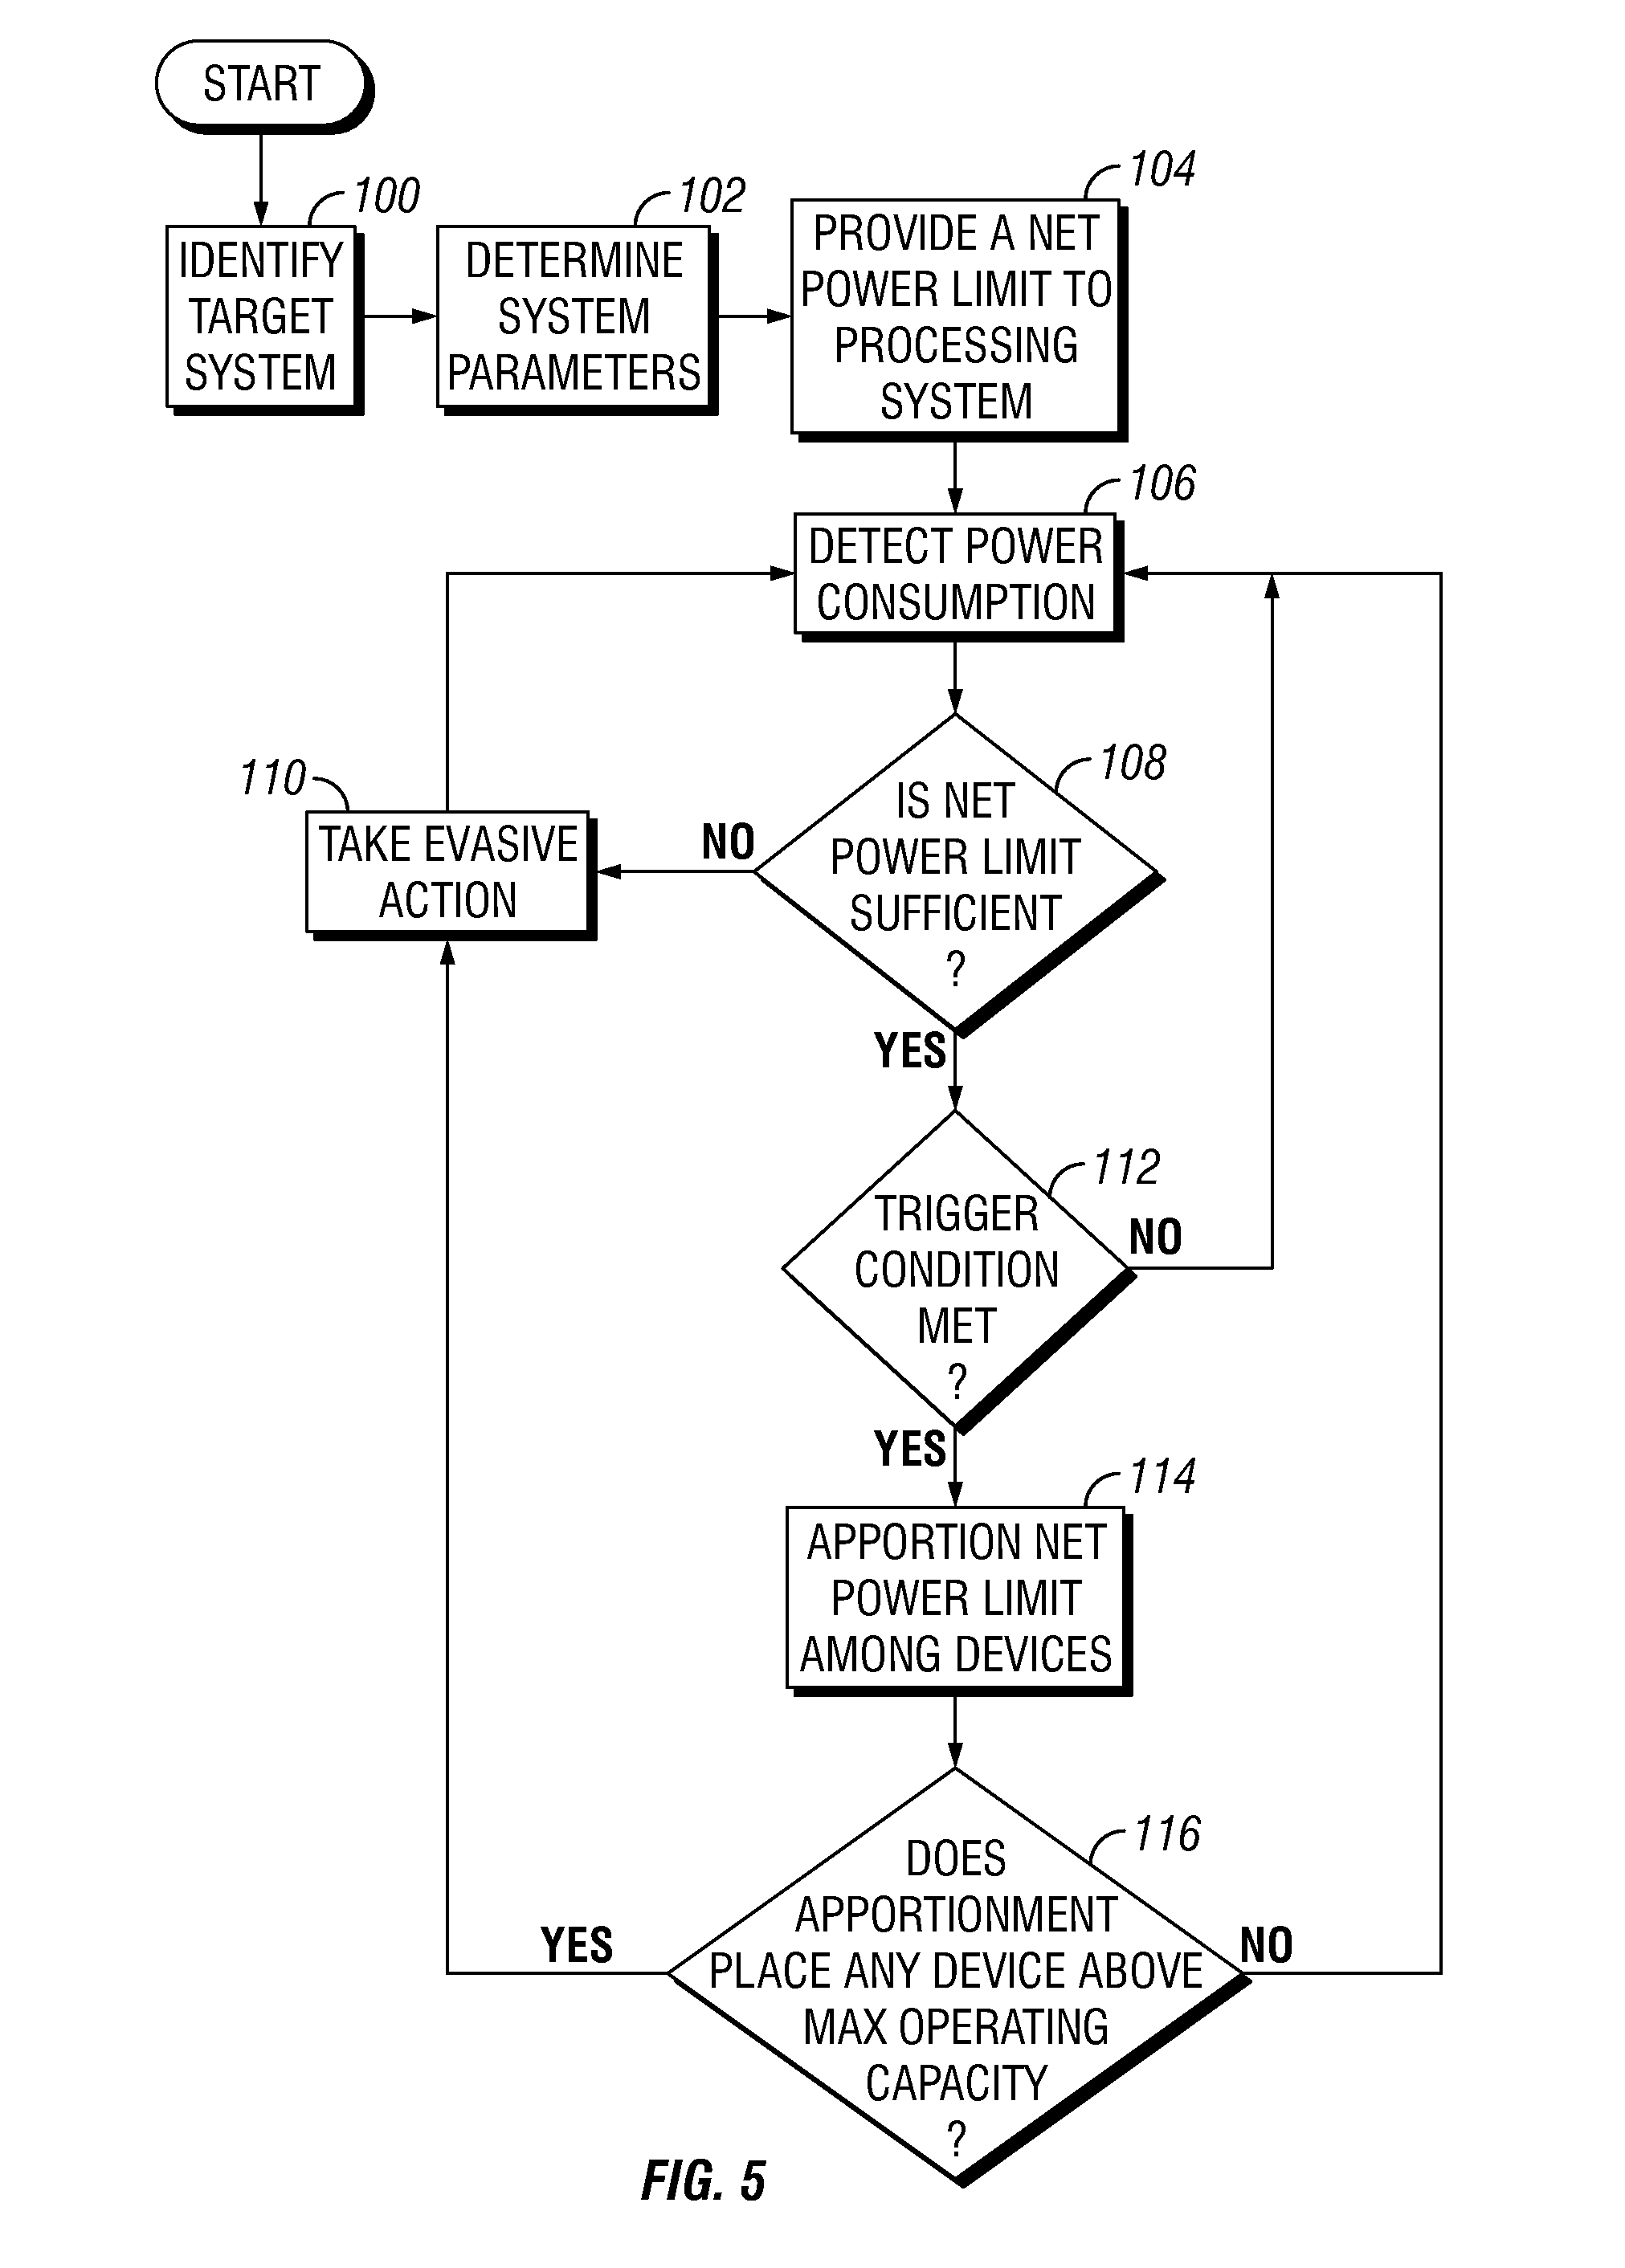 START
100
IDENTIFY
TARGET
SYSTEM
102
DETERMINE
SYSTEM
PARAMETERS
104
PROVIDE A NET
POWER LIMIT TO
PROCESSING
SYSTEM
106
DETECT POWER
CONSUMPTION
108
IS NET
POWER LIMIT
SUFFICIENT
?
NO
110
TAKE EVASIVE
ACTION
YES
112
TRIGGER
CONDITION
MET
?
NO
YES
114
APPORTION NET
POWER LIMIT
AMONG DEVICES
116
DOES
APPORTIONMENT
PLACE ANY DEVICE ABOVE
MAX OPERATING
CAPACITY
?
YES
NO
FIG. 5